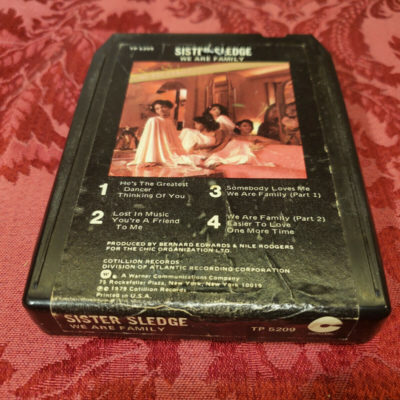 TP 5209
SISTER SLEDGE
WE ARE FAMILY
1 He's The Greatest
Dancer
Thinking Of You
2 Lost In Music
You're A Friend
To Me
3 Somebody Loves Me
We Are Family (Part 1)
4 We Are Family (Part 2)
Easier To Love
One More Time
PRODUCED BY BERNARD EDWARDS & NILE RODGERS
FOR THE CHIC ORGANIZATION LTD.
COTILLION RECORDS
DIVISION OF ATLANTIC RECORDING CORPORATION
A Warner Communications Company
75 Rockefeller Plaza, New York, New York 10019
© ℗ 1979 Cotillion Records
Printed in U.S.A.
SISTER SLEDGE
WE ARE FAMILY
TP 5209